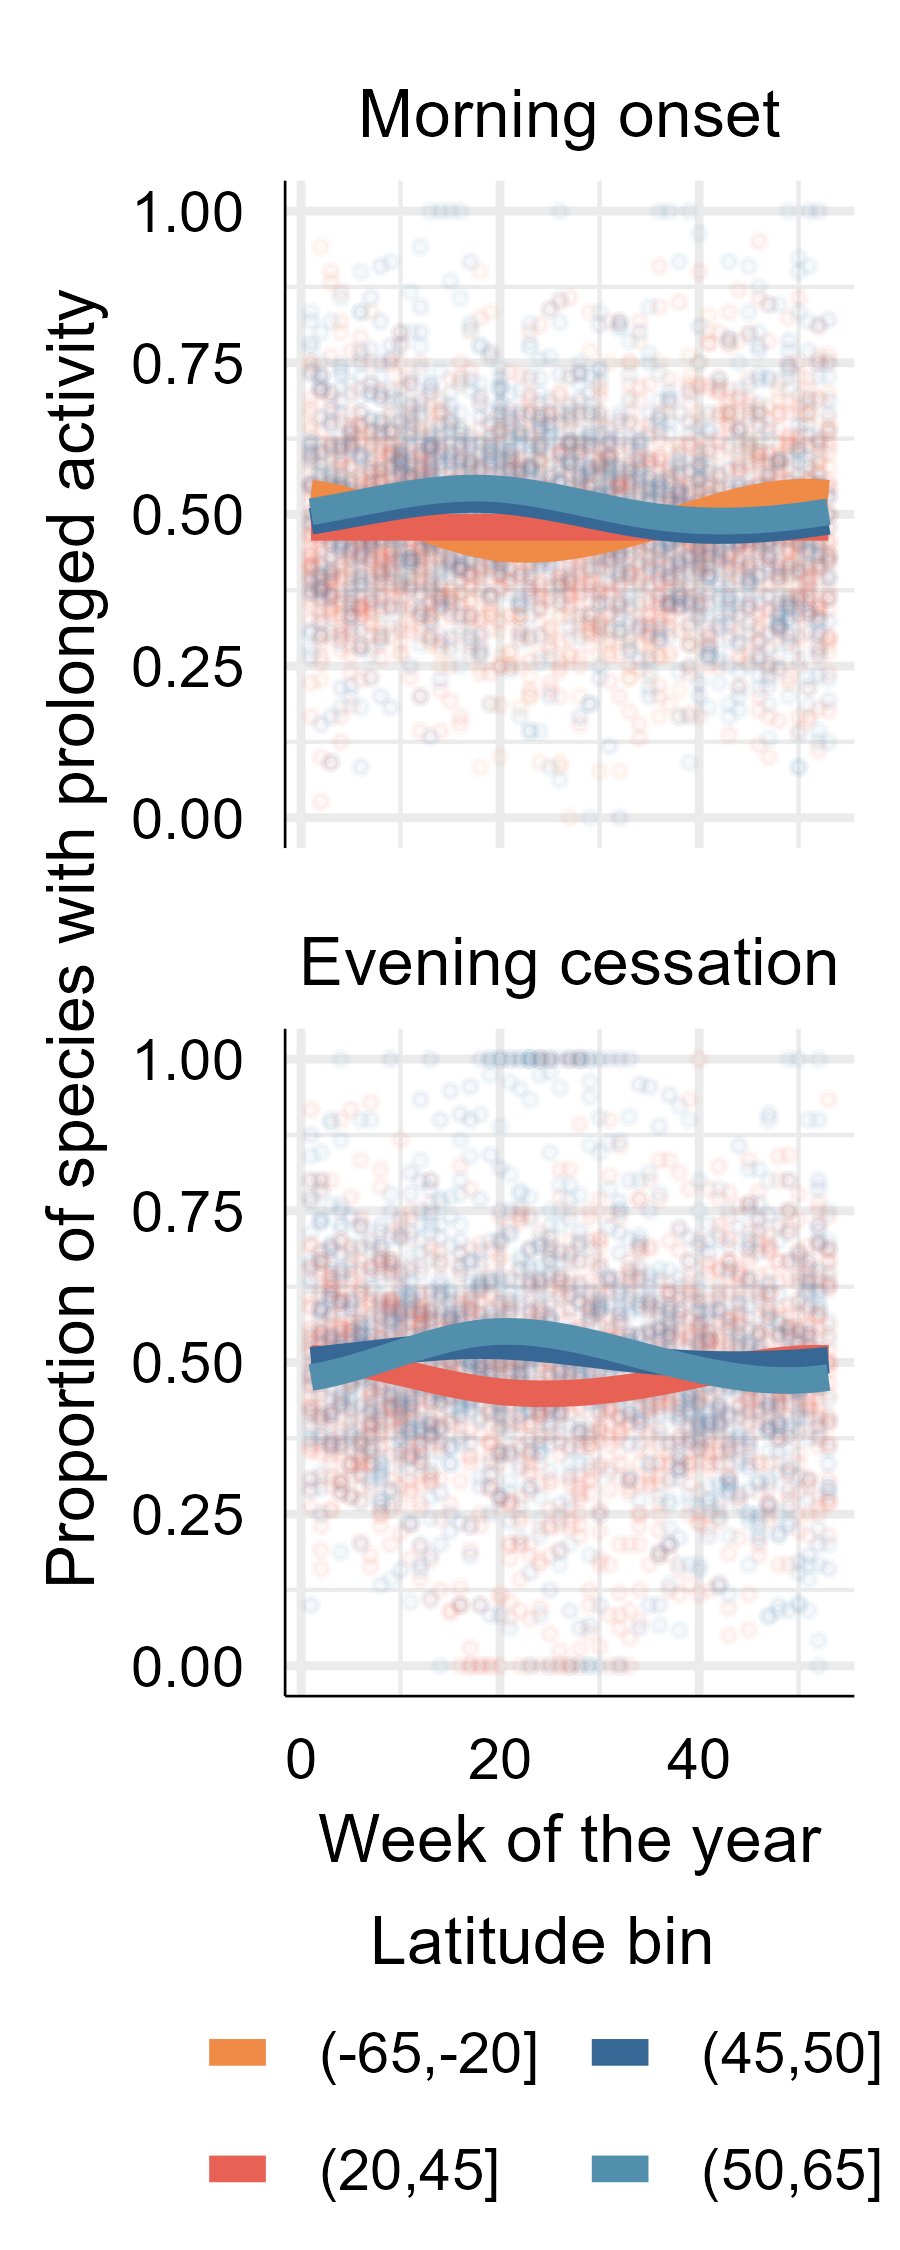 Morning onset
1.00
0.75
0.50
0.25
0.00
Proportion of species with prolonged activity
Evening cessation
1.00
0.75
0.50
0.25
0.00
0 20 40
Week of the year
Latitude bin
(-65,-20] (45,50]
(20,45] (50,65]